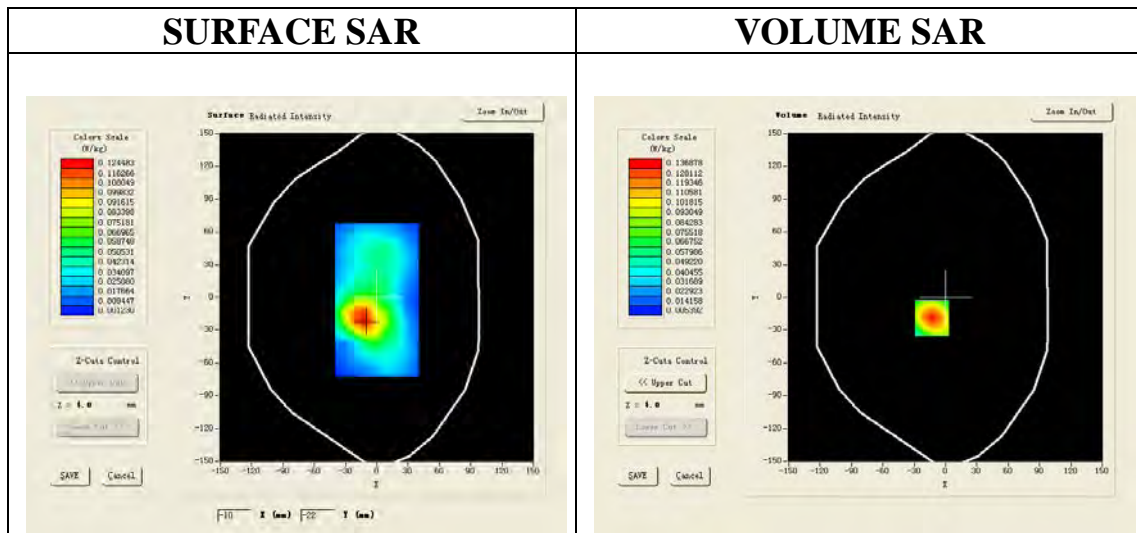 SURFACE SAR
VOLUME SAR
Surface Radiated Intensity
Zoom In/Out
Colors Scale
(W/kg)
0.124483
0.116266
0.108049
0.099832
0.091615
0.083398
0.075181
0.066965
0.058748
0.050531
0.042314
0.034097
0.025880
0.017664
0.009447
0.001230
150
120
90
60
30
0
-30
-60
-90
-120
-150
Y
-150 -120 -90 -60 -30 0 30 60 90 120 150
X
Z-Cuts Control
<< Upper Cut
Z = 4.0 mm
Lower Cut >>
SAVE Cancel
-10 X (mm) -22 Y (mm)
Volume Radiated Intensity
Zoom In/Out
Colors Scale
(W/kg)
0.136878
0.128112
0.119346
0.110581
0.101815
0.093049
0.084283
0.075518
0.066752
0.057986
0.049220
0.040455
0.031689
0.022923
0.014158
0.005392
150
120
90
60
30
0
-30
-60
-90
-120
-150
Y
-150 -120 -90 -60 -30 0 30 60 90 120 150
X
Z-Cuts Control
<< Upper Cut
Z = 4.0 mm
Lower Cut >>
SAVE Cancel